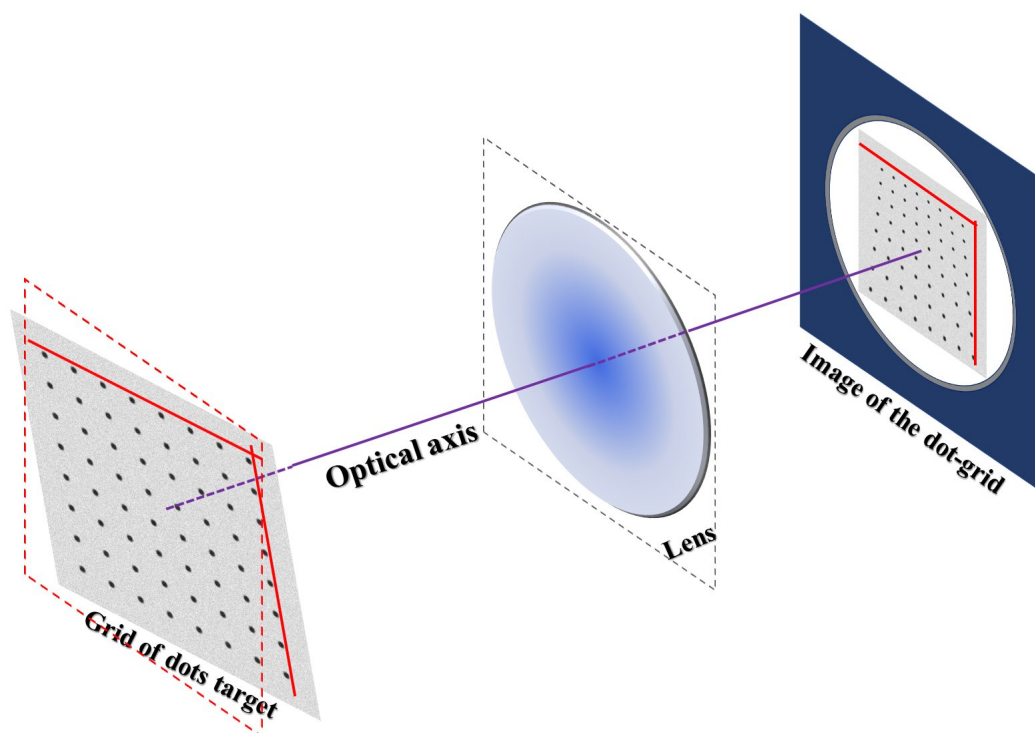 Grid of dots target
Optical axis
Lens
Image of the dot-grid